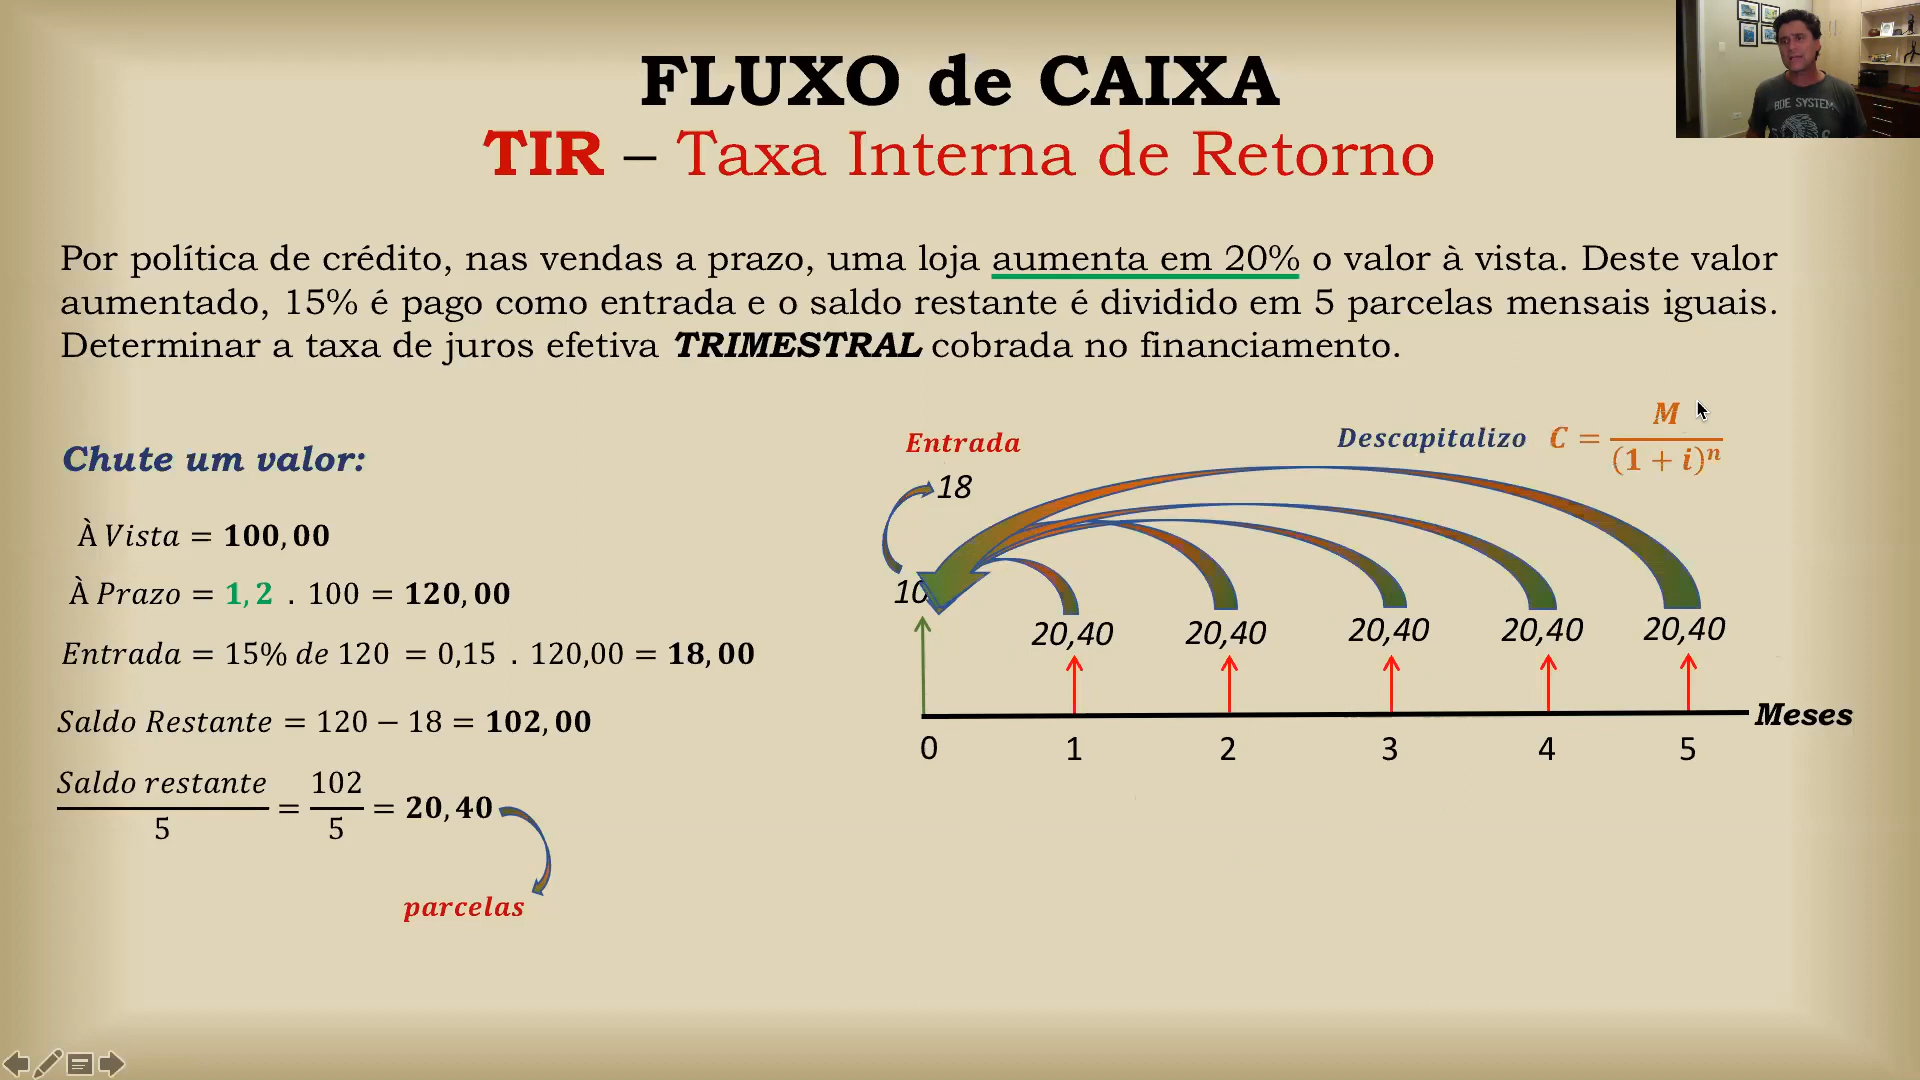 FLUXO de CAIXA
TIR – Taxa Interna de Retorno
Por política de crédito, nas vendas a prazo, uma loja aumenta em 20% o valor à vista. Deste valor
aumentado, 15% é pago como entrada e o saldo restante é dividido em 5 parcelas mensais iguais.
Determinar a taxa de juros efetiva TRIMESTRAL cobrada no financiamento.
Chute um valor:
À Vista = 100,00
À Prazo = 1,2 . 100 = 120,00
Entrada = 15% de 120 = 0,15 . 120,00 = 18,00
Saldo Restante = 120 − 18 = 102,00
Saldo restante / 5 = 102 / 5 = 20,40
parcelas
Entrada
18
Descapitalizo C = M / (1 + i)ⁿ
20,40 20,40 20,40 20,40 20,40
Meses
0 1 2 3 4 5